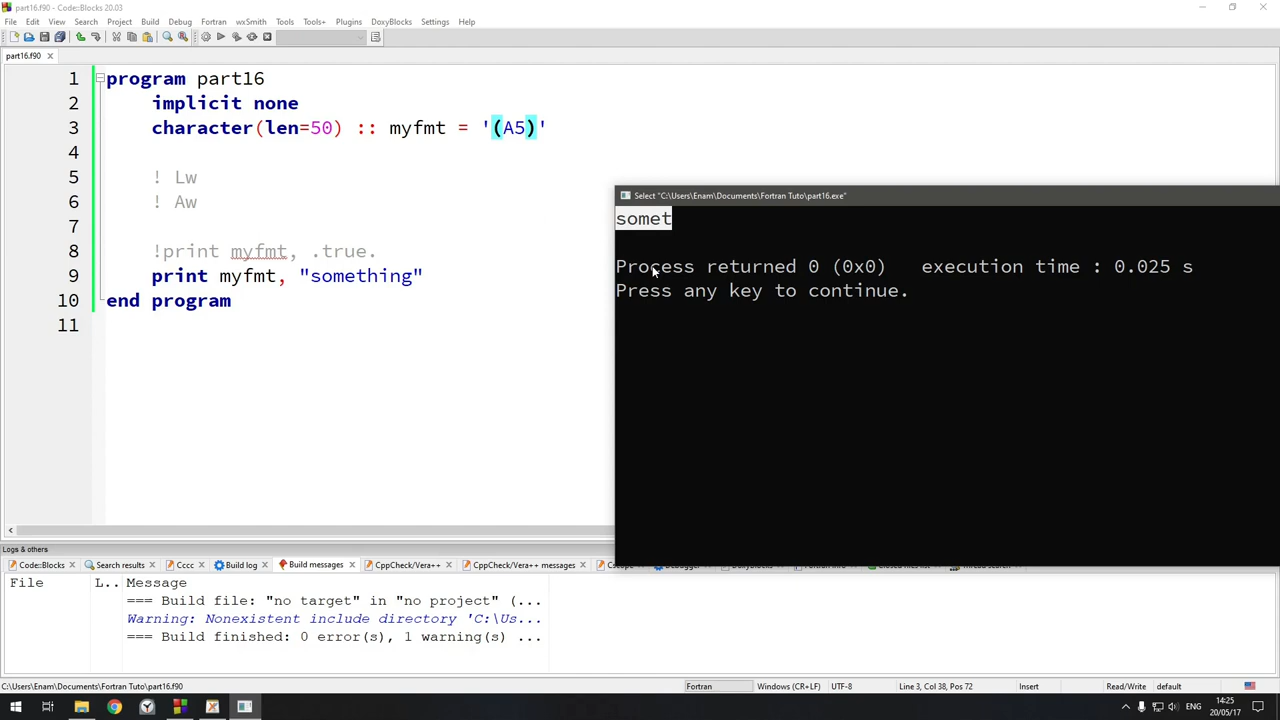 part16.f90 - Code::Blocks 20.03
File Edit View Search Project Build Debug Fortran wxSmith Tools Tools+ Plugins DoxyBlocks Settings Help
part16.f90
1 program part16
2 implicit none
3 character(len=50) :: myfmt = '(A5)'
4
5 ! Lw
6 ! Aw
7
8 !print myfmt, .true.
9 print myfmt, "something"
10 end program
11
Select "C:\Users\Enam\Documents\Fortran Tuto\part16.exe"
somet
Process returned 0 (0x0) execution time : 0.025 s
Press any key to continue.
Logs & others
Code::Blocks Search results Cccc Build log Build messages CppCheck/Vera++ CppCheck/Vera++ messages
File L.. Message
=== Build file: "no target" in "no project" (...
Warning: Nonexistent include directory 'C:\Us...
=== Build finished: 0 error(s), 1 warning(s) ...
C:\Users\Enam\Documents\Fortran Tuto\part16.f90 Fortran Windows (CR+LF) UTF-8 Line 3, Col 38, Pos 72 Insert Read/Write default
ENG 14:25
20/05/17